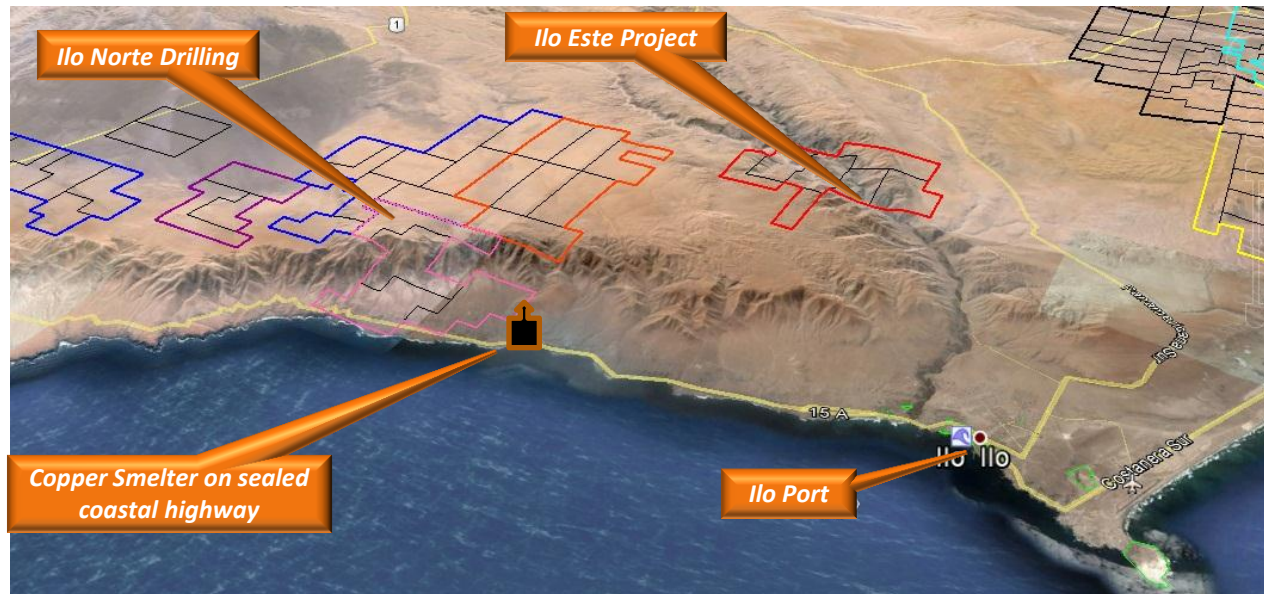 1
Ilo Norte Drilling
Ilo Este Project
15 A
Copper Smelter on sealed
coastal highway
Ilo Ilo
Ilo Port
Costanera Sur